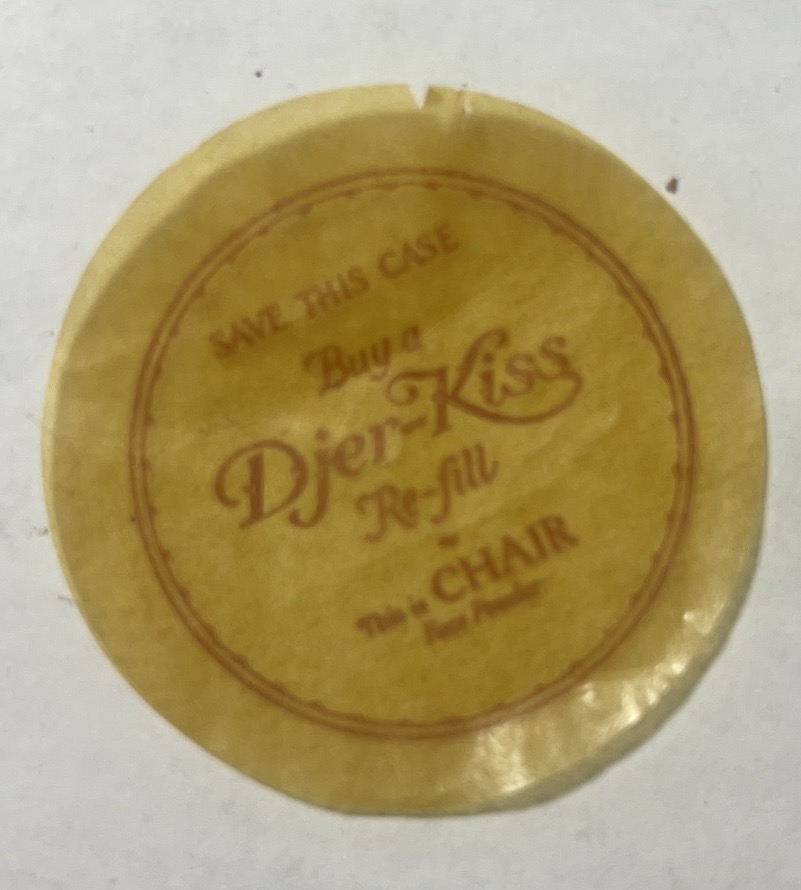 SAVE THIS CASE
Buy a
Djer-Kiss
Re-fill
This is CHAIR
Face Powder